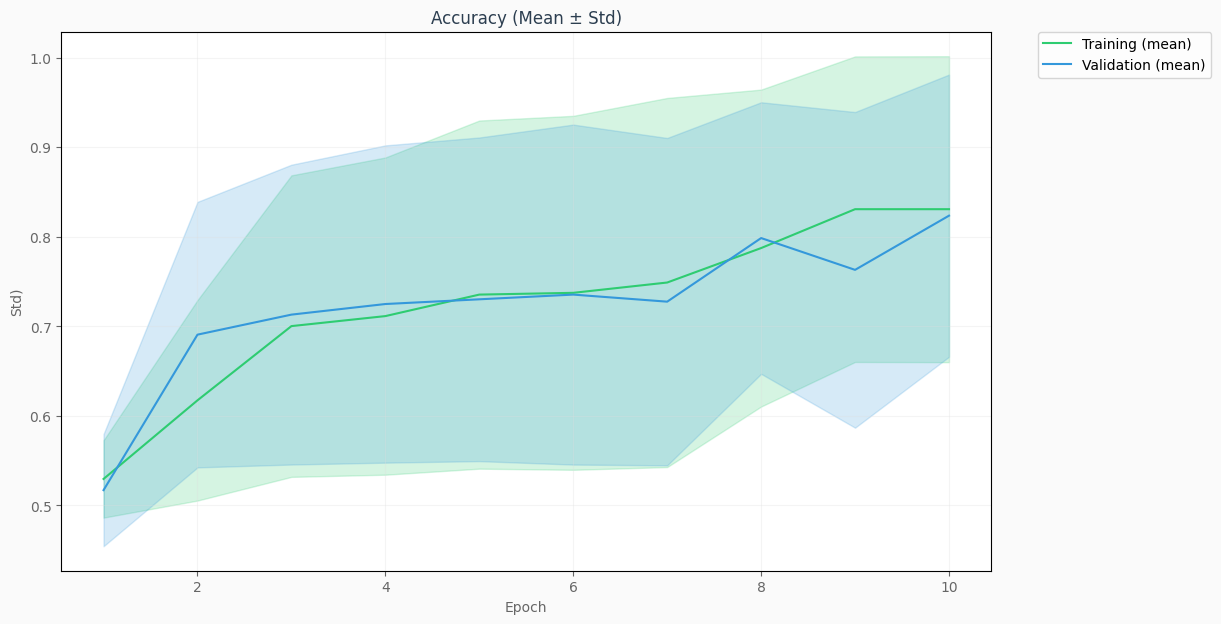 Accuracy (Mean ± Std)
Training (mean)
Validation (mean)
1.0
0.9
0.8
0.7
0.6
0.5
Std)
2 4 6 8 10
Epoch